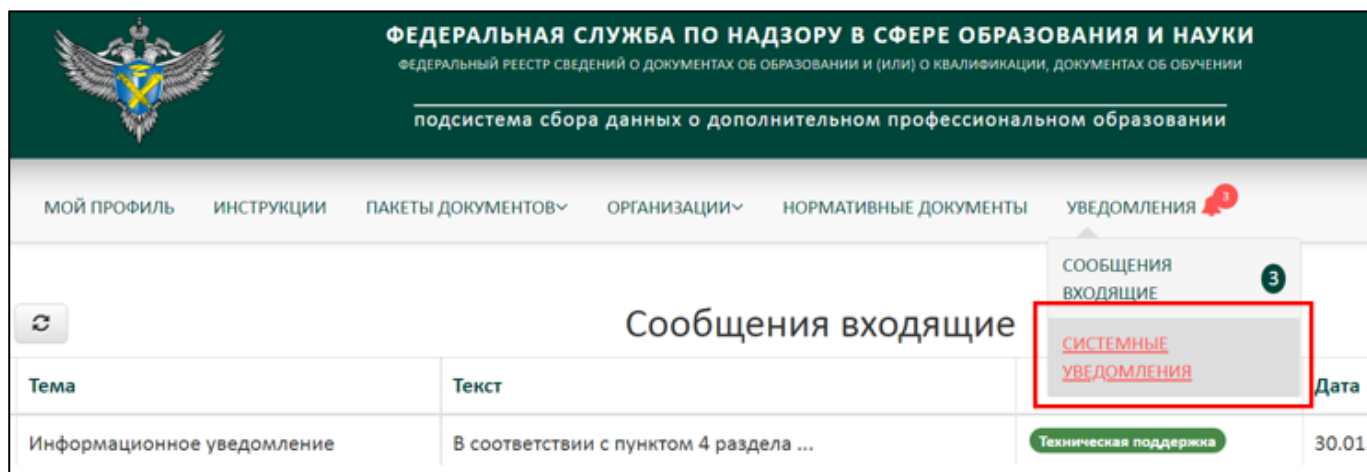 ФЕДЕРАЛЬНАЯ СЛУЖБА ПО НАДЗОРУ В СФЕРЕ ОБРАЗОВАНИЯ И НАУКИ
ФЕДЕРАЛЬНЫЙ РЕЕСТР СВЕДЕНИЙ О ДОКУМЕНТАХ ОБ ОБРАЗОВАНИИ И (ИЛИ) О КВАЛИФИКАЦИИ, ДОКУМЕНТАХ ОБ ОБУЧЕНИИ
подсистема сбора данных о дополнительном профессиональном образовании
МОЙ ПРОФИЛЬ ИНСТРУКЦИИ ПАКЕТЫ ДОКУМЕНТОВ ОРГАНИЗАЦИИ НОРМАТИВНЫЕ ДОКУМЕНТЫ УВЕДОМЛЕНИЯ 3
СООБЩЕНИЯ
ВХОДЯЩИЕ 3
СИСТЕМНЫЕ
УВЕДОМЛЕНИЯ
Сообщения входящие
Тема Текст Дата
Информационное уведомление В соответствии с пунктом 4 раздела ... Техническая поддержка 30.01